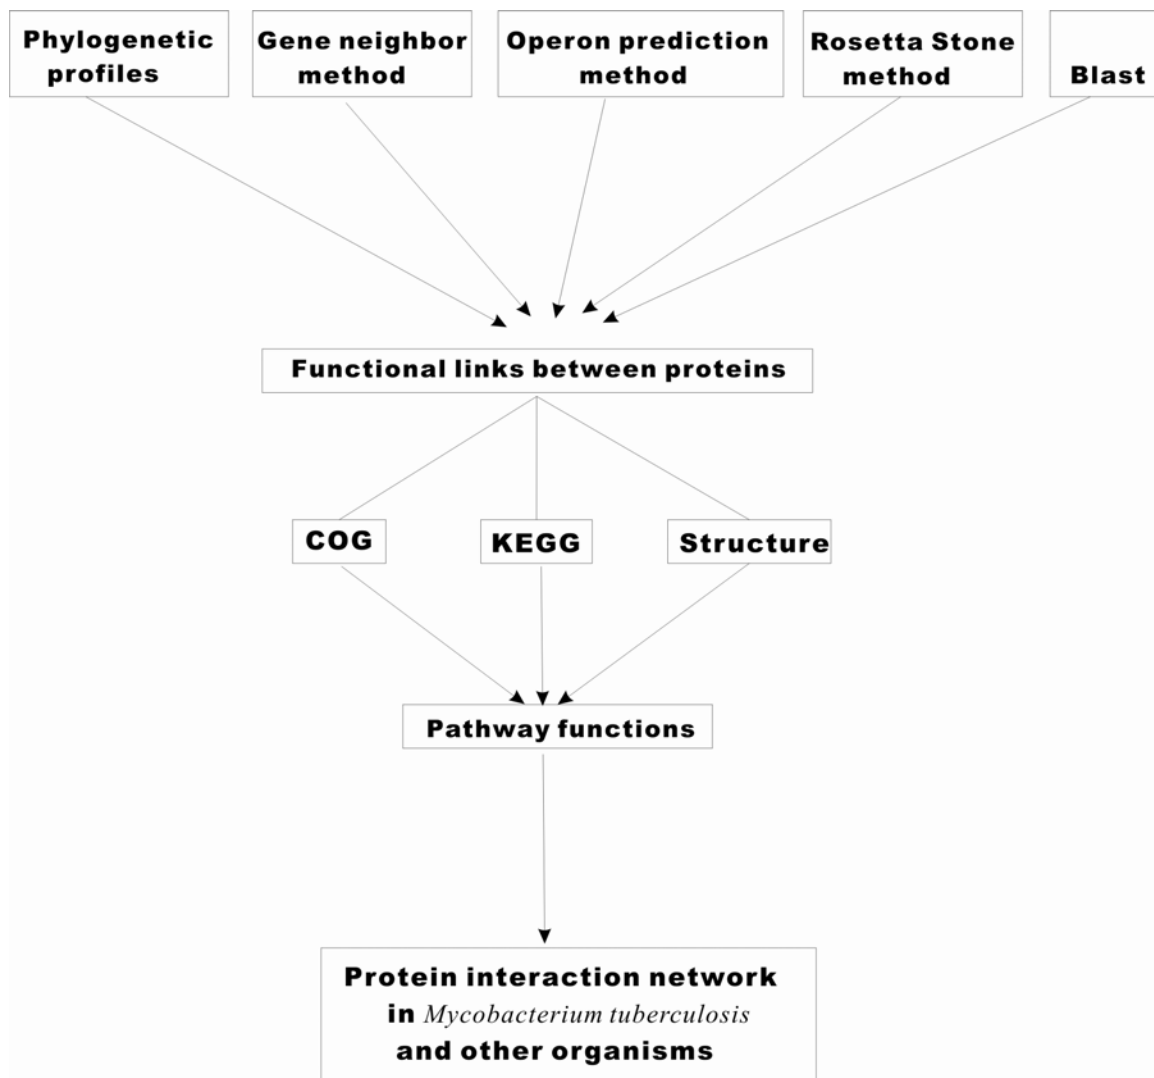 Phylogenetic
profiles
Gene neighbor
method
Operon prediction
method
Rosetta Stone
method
Blast
Functional links between proteins
COG
KEGG
Structure
Pathway functions
Protein interaction network
in Mycobacterium tuberculosis
and other organisms